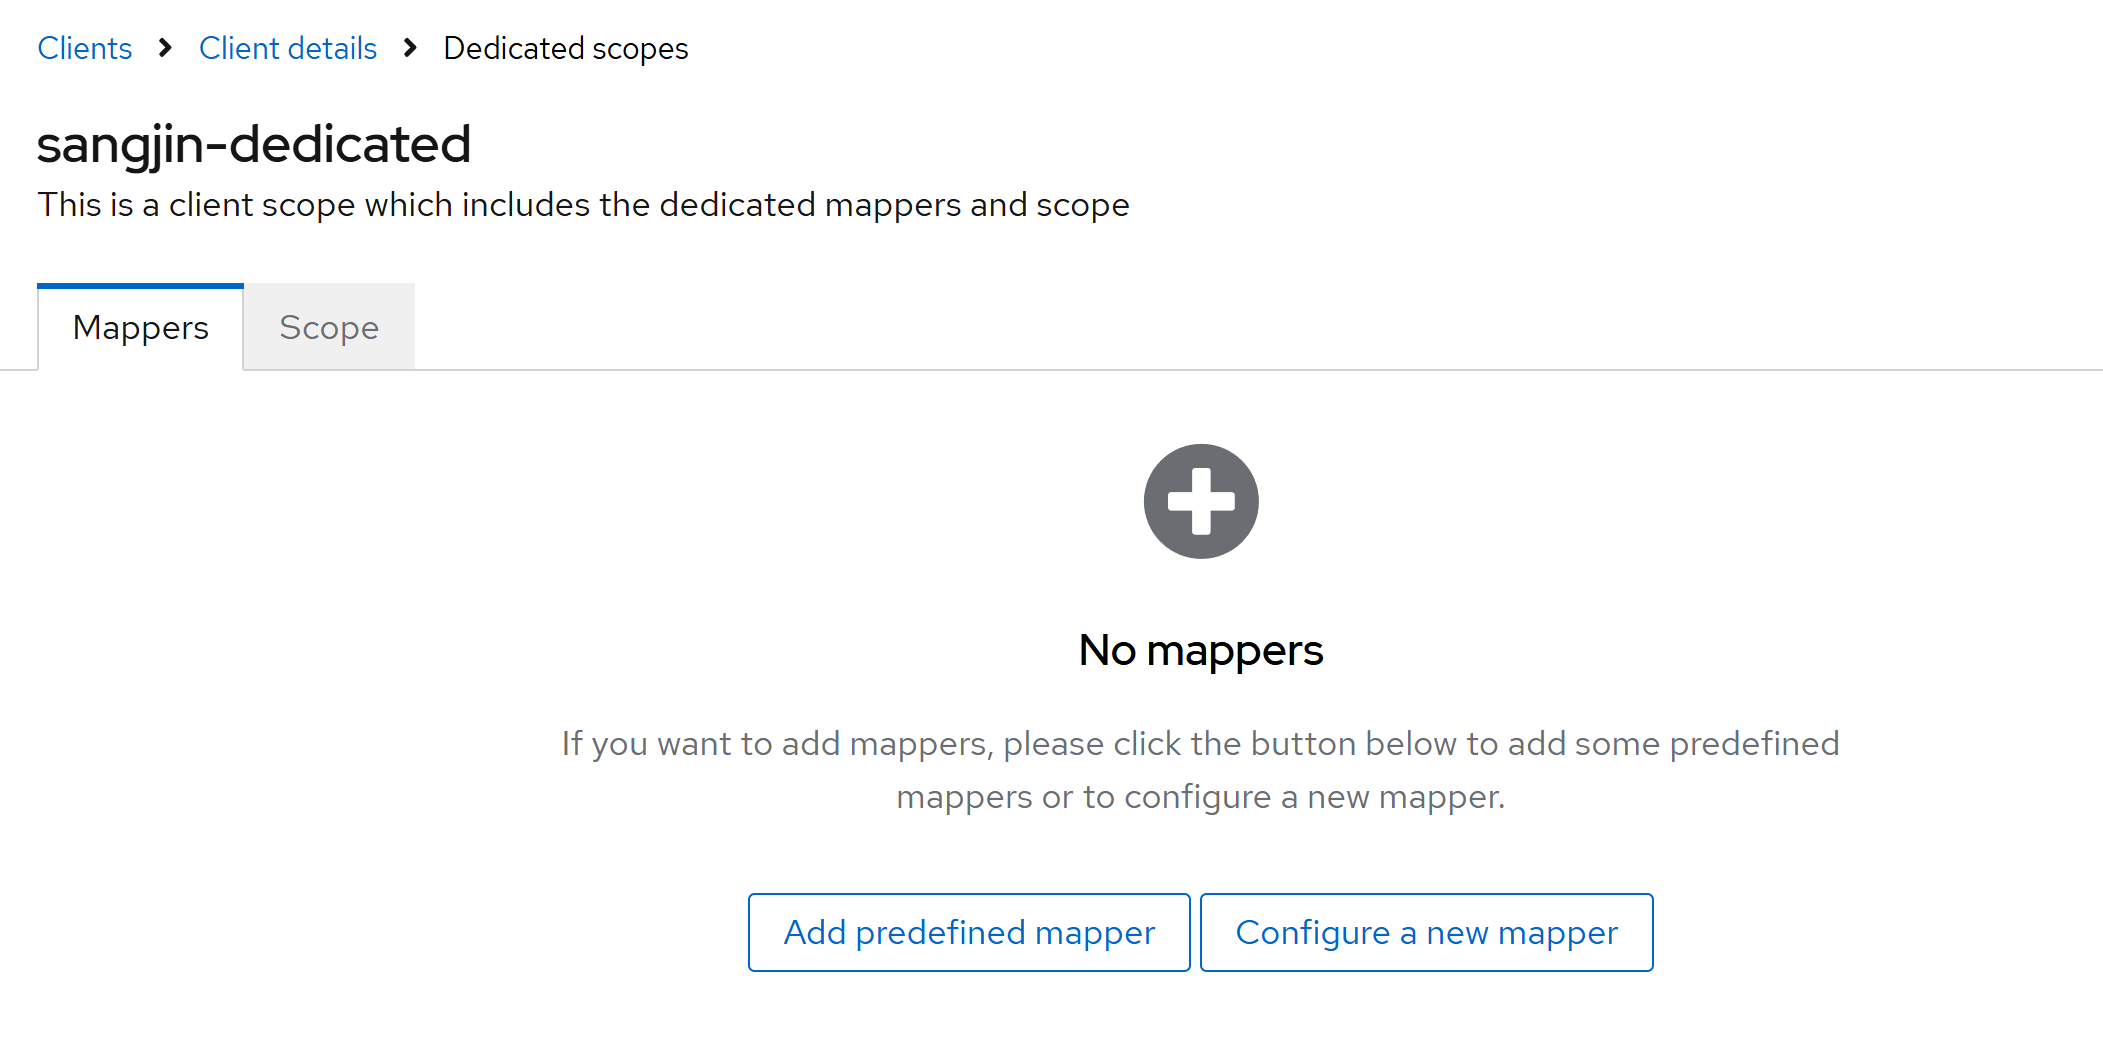 Clients > Client details > Dedicated scopes
sangjin-dedicated
This is a client scope which includes the dedicated mappers and scope
Mappers Scope
No mappers
If you want to add mappers, please click the button below to add some predefined
mappers or to configure a new mapper.
Add predefined mapper Configure a new mapper